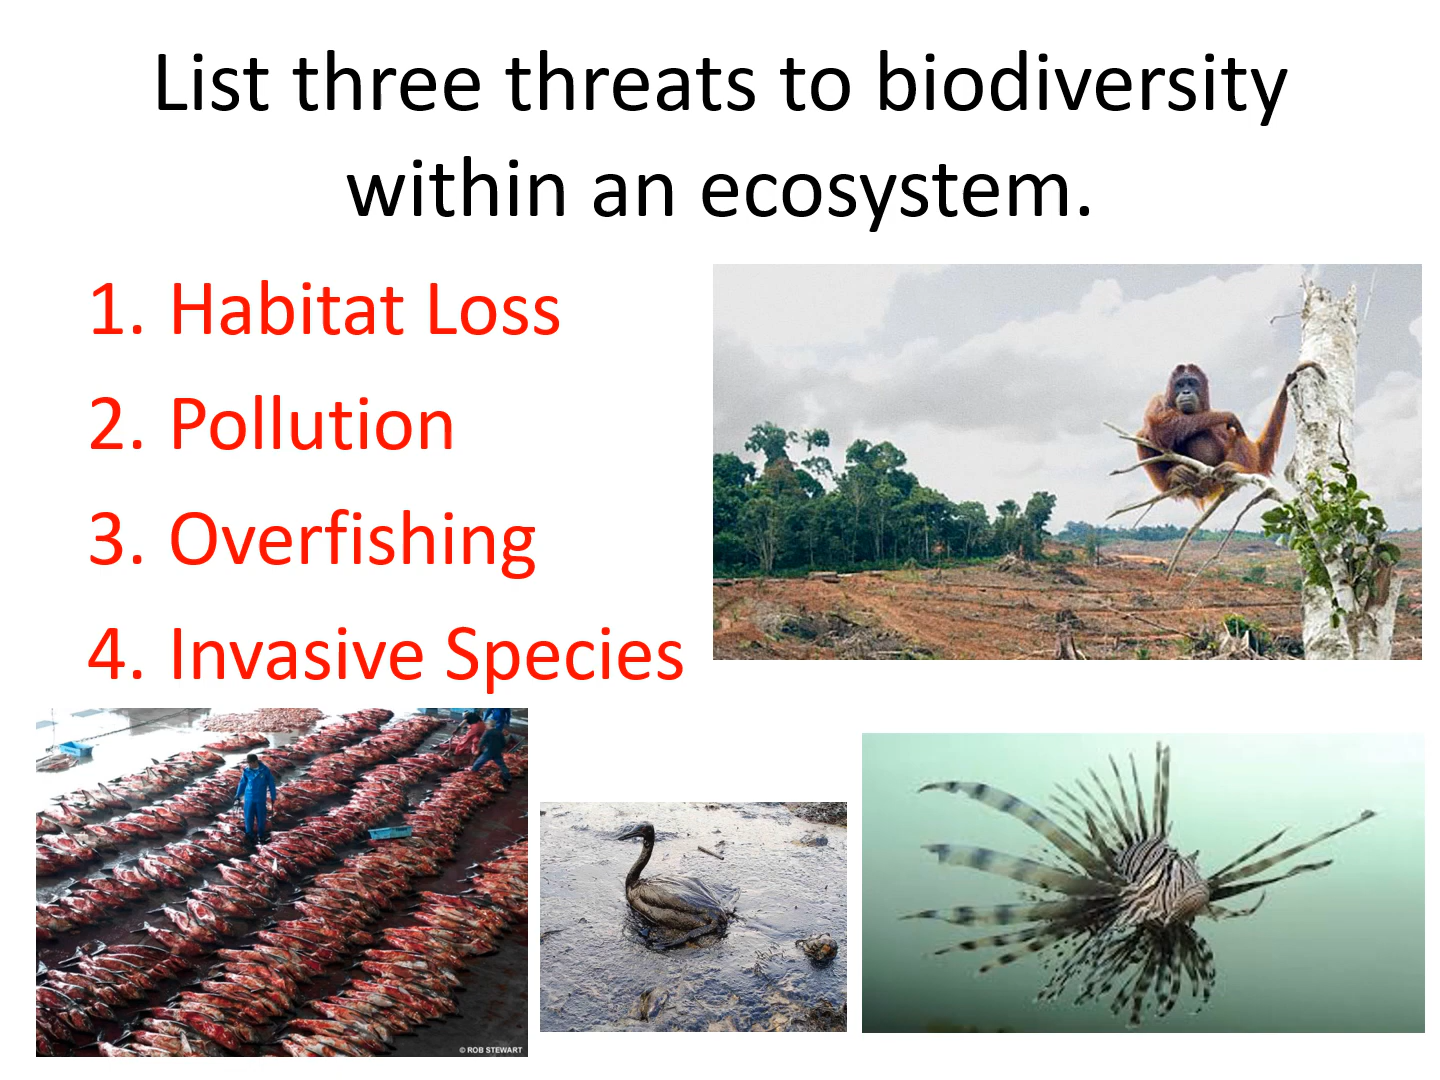 List three threats to biodiversity
within an ecosystem.
1. Habitat Loss
2. Pollution
3. Overfishing
4. Invasive Species
© ROB STEWART